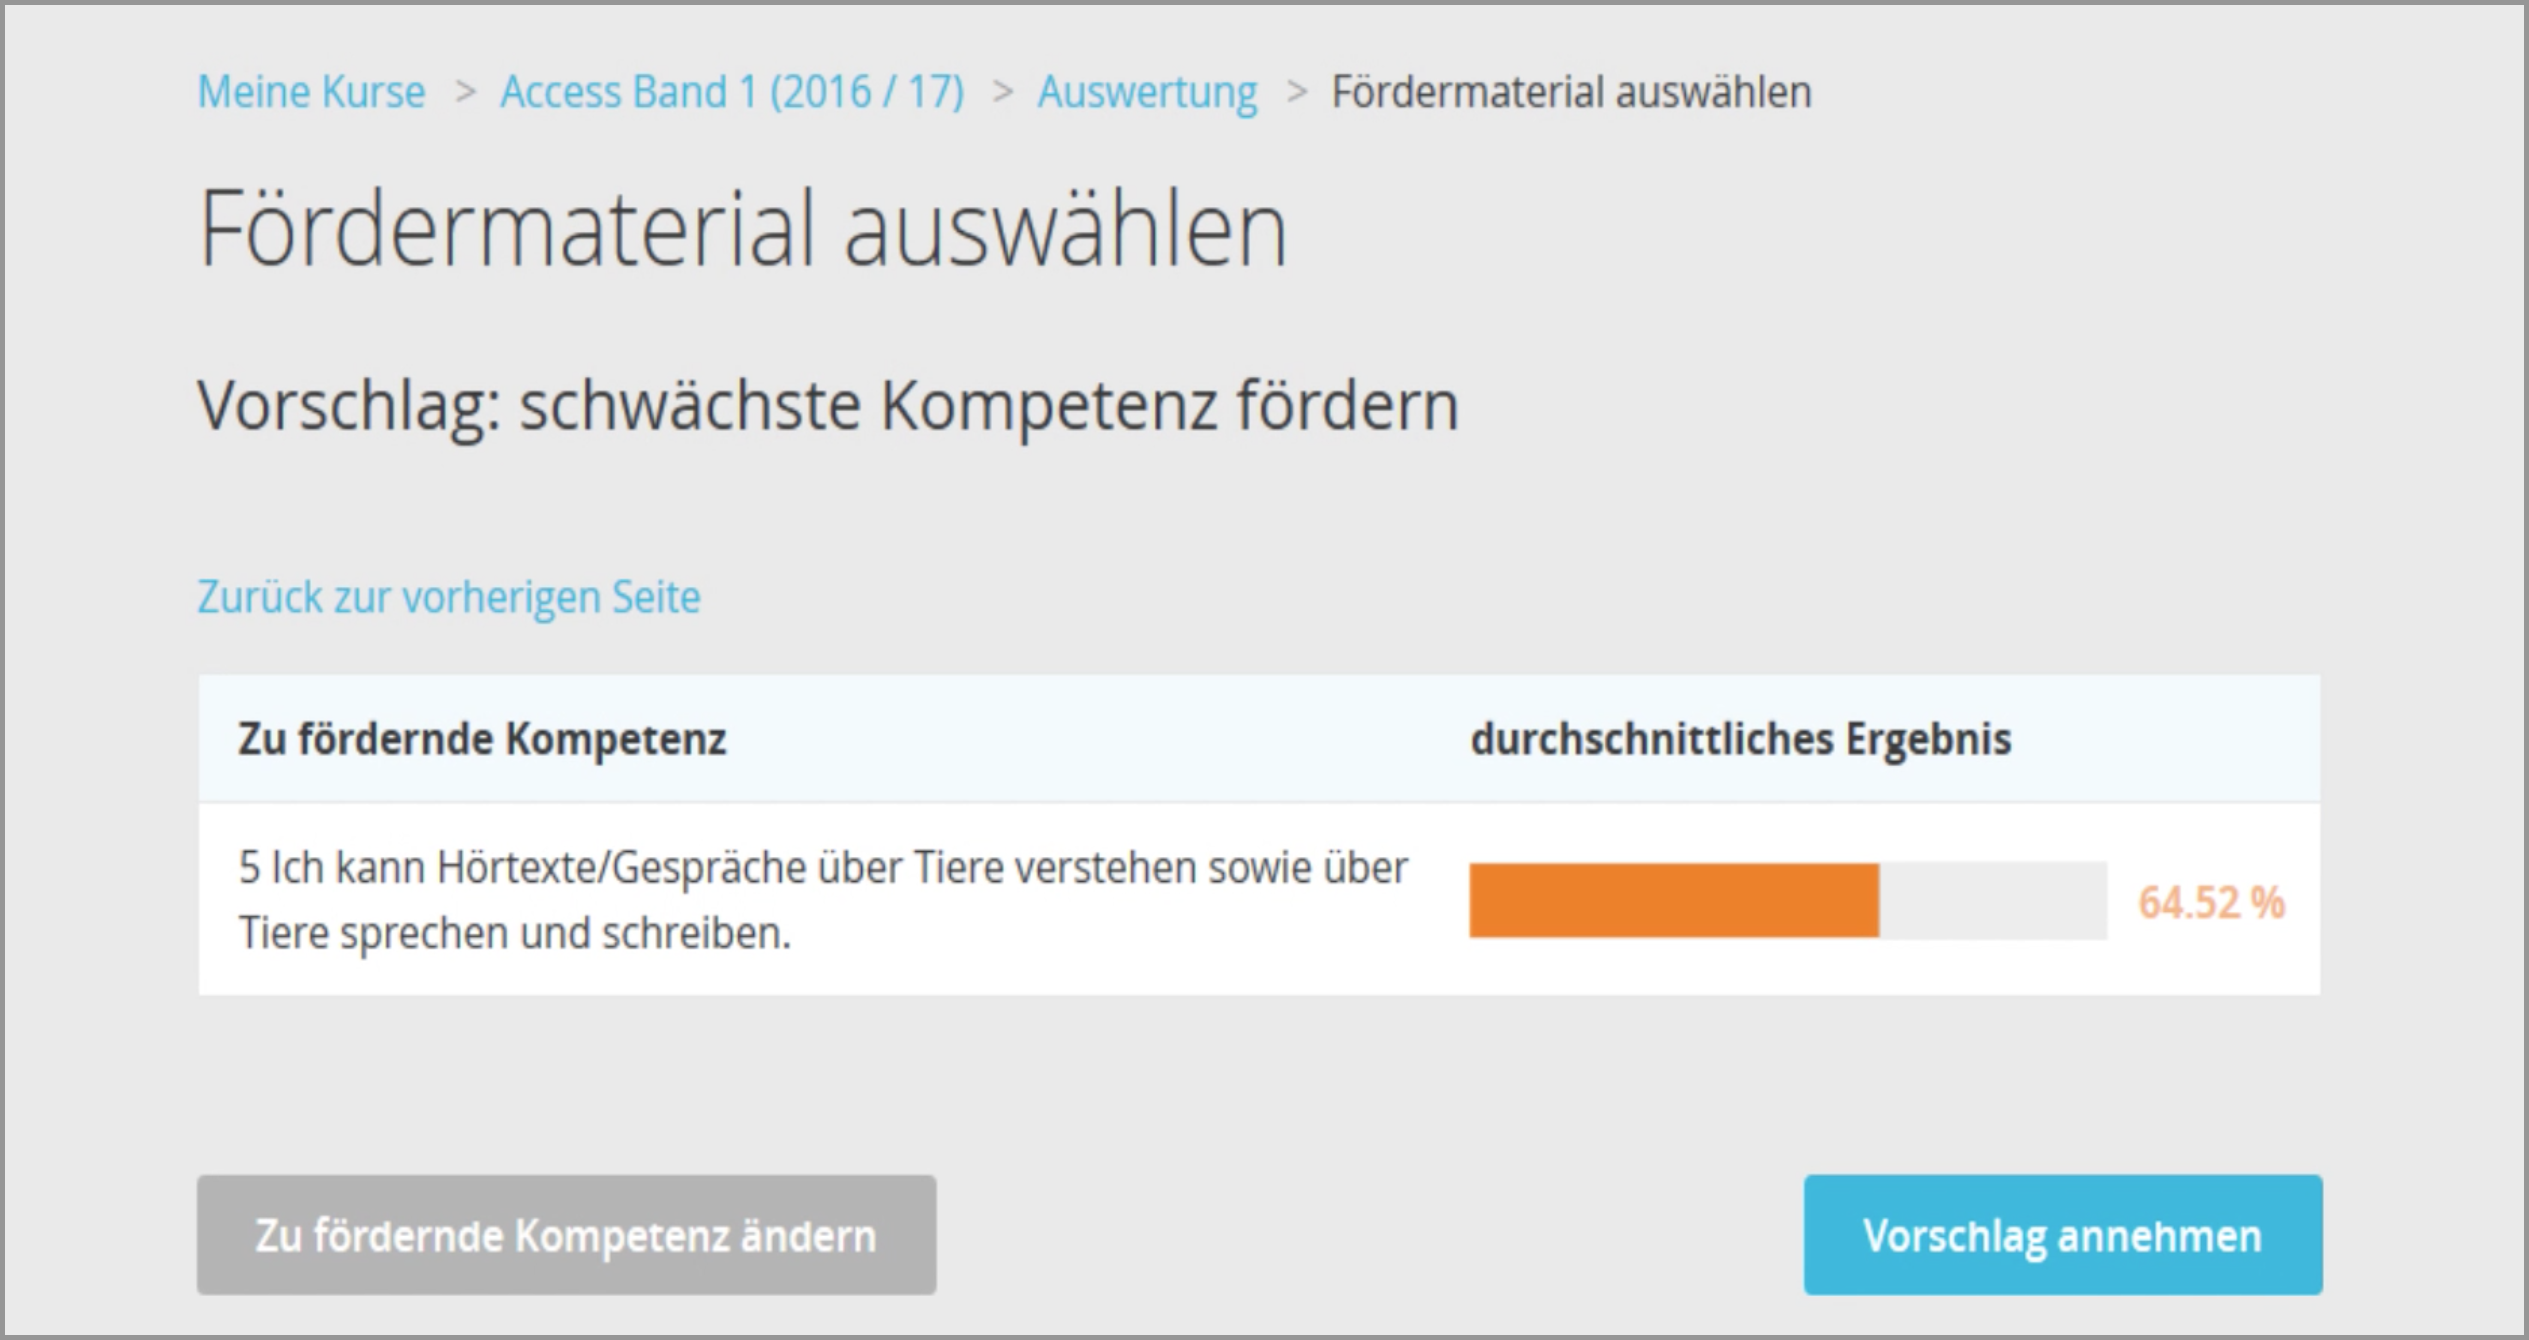 Meine Kurse > Access Band 1 (2016 / 17) > Auswertung > Fördermaterial auswählen
Fördermaterial auswählen
Vorschlag: schwächste Kompetenz fördern
Zurück zur vorherigen Seite
Zu fördernde Kompetenz durchschnittliches Ergebnis
5 Ich kann Hörtexte/Gespräche über Tiere verstehen sowie über
Tiere sprechen und schreiben.
64.52 %
Zu fördernde Kompetenz ändern Vorschlag annehmen